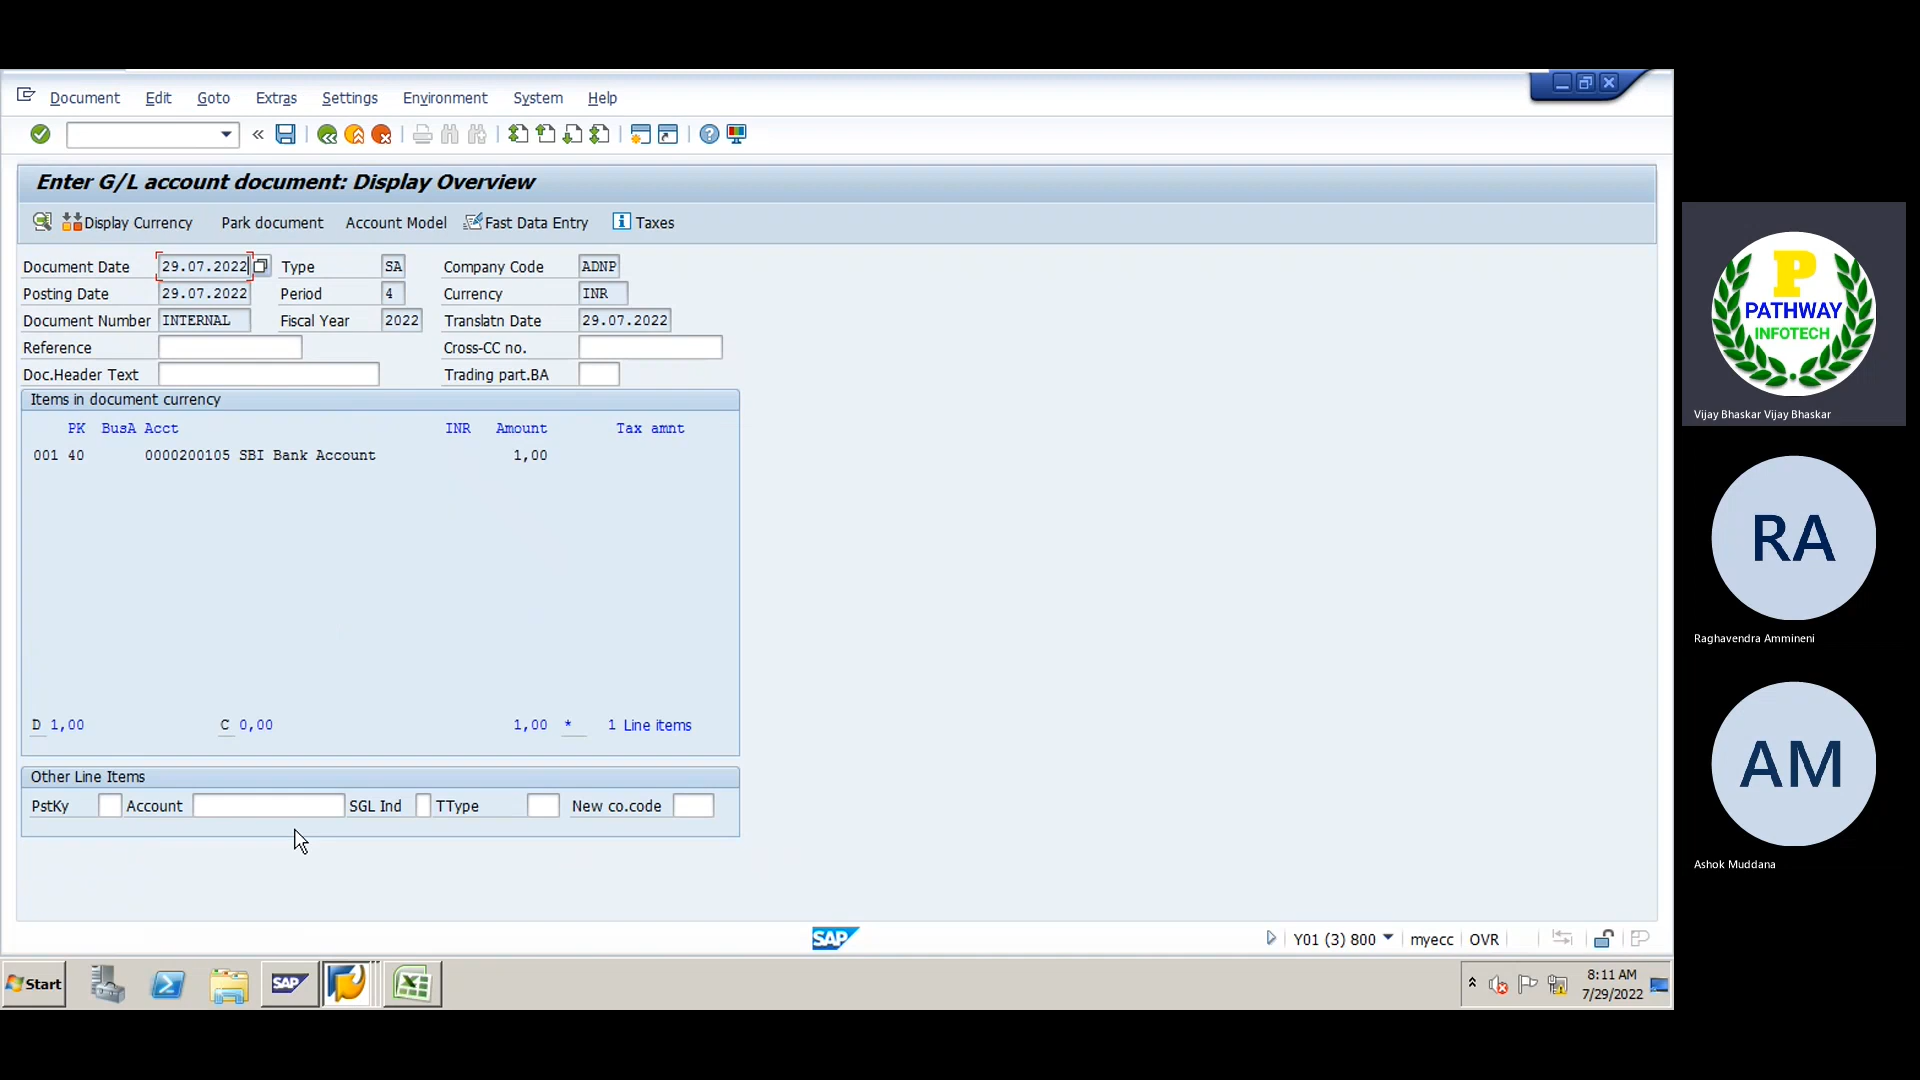 Document Edit Goto Extras Settings Environment System Help
Enter G/L account document: Display Overview
Display Currency Park document Account Model Fast Data Entry Taxes
Document Date 29.07.2022 Type SA Company Code ADNP
Posting Date 29.07.2022 Period 4 Currency INR
Document Number INTERNAL Fiscal Year 2022 Translatn Date 29.07.2022
Reference Cross-CC no.
Doc.Header Text Trading part.BA
Items in document currency
PK BusA Acct INR Amount Tax amnt
001 40 0000200105 SBI Bank Account 1,00
D 1,00 C 0,00 1,00 * 1 Line items
Other Line Items
PstKy Account SGL Ind TType New co.code
SAP Y01 (3) 800 myecc OVR
Start SAP 8:11 AM
7/29/2022
P
PATHWAY
INFOTECH
Vijay Bhaskar Vijay Bhaskar
RA
Raghavendra Ammineni
AM
Ashok Muddana